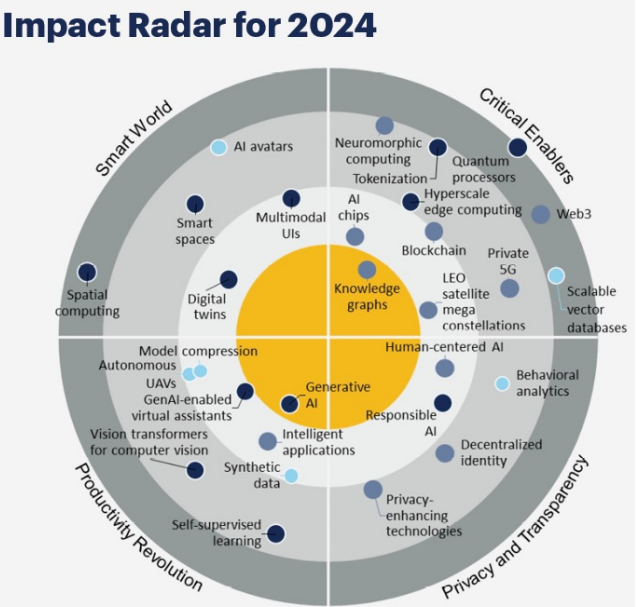 Impact Radar for 2024
Smart World
Critical Enablers
AI avatars
Neuromorphic
computing
Tokenization
Quantum
processors
Smart
spaces
Multimodal
UIs
AI
chips
Hyperscale
edge computing
Web3
Blockchain
Private
5G
Spatial
computing
Digital
twins
Knowledge
graphs
LEO
satellite
mega
constellations
Scalable
vector
databases
Model compression
Autonomous
UAVs
GenAI-enabled
virtual assistants
Generative
AI
Human-centered AI
Behavioral
analytics
Responsible
AI
Vision transformers
for computer vision
Intelligent
applications
Synthetic
data
Decentralized
identity
Self-supervised
learning
Privacy-
enhancing
technologies
Productivity Revolution
Privacy and Transparency